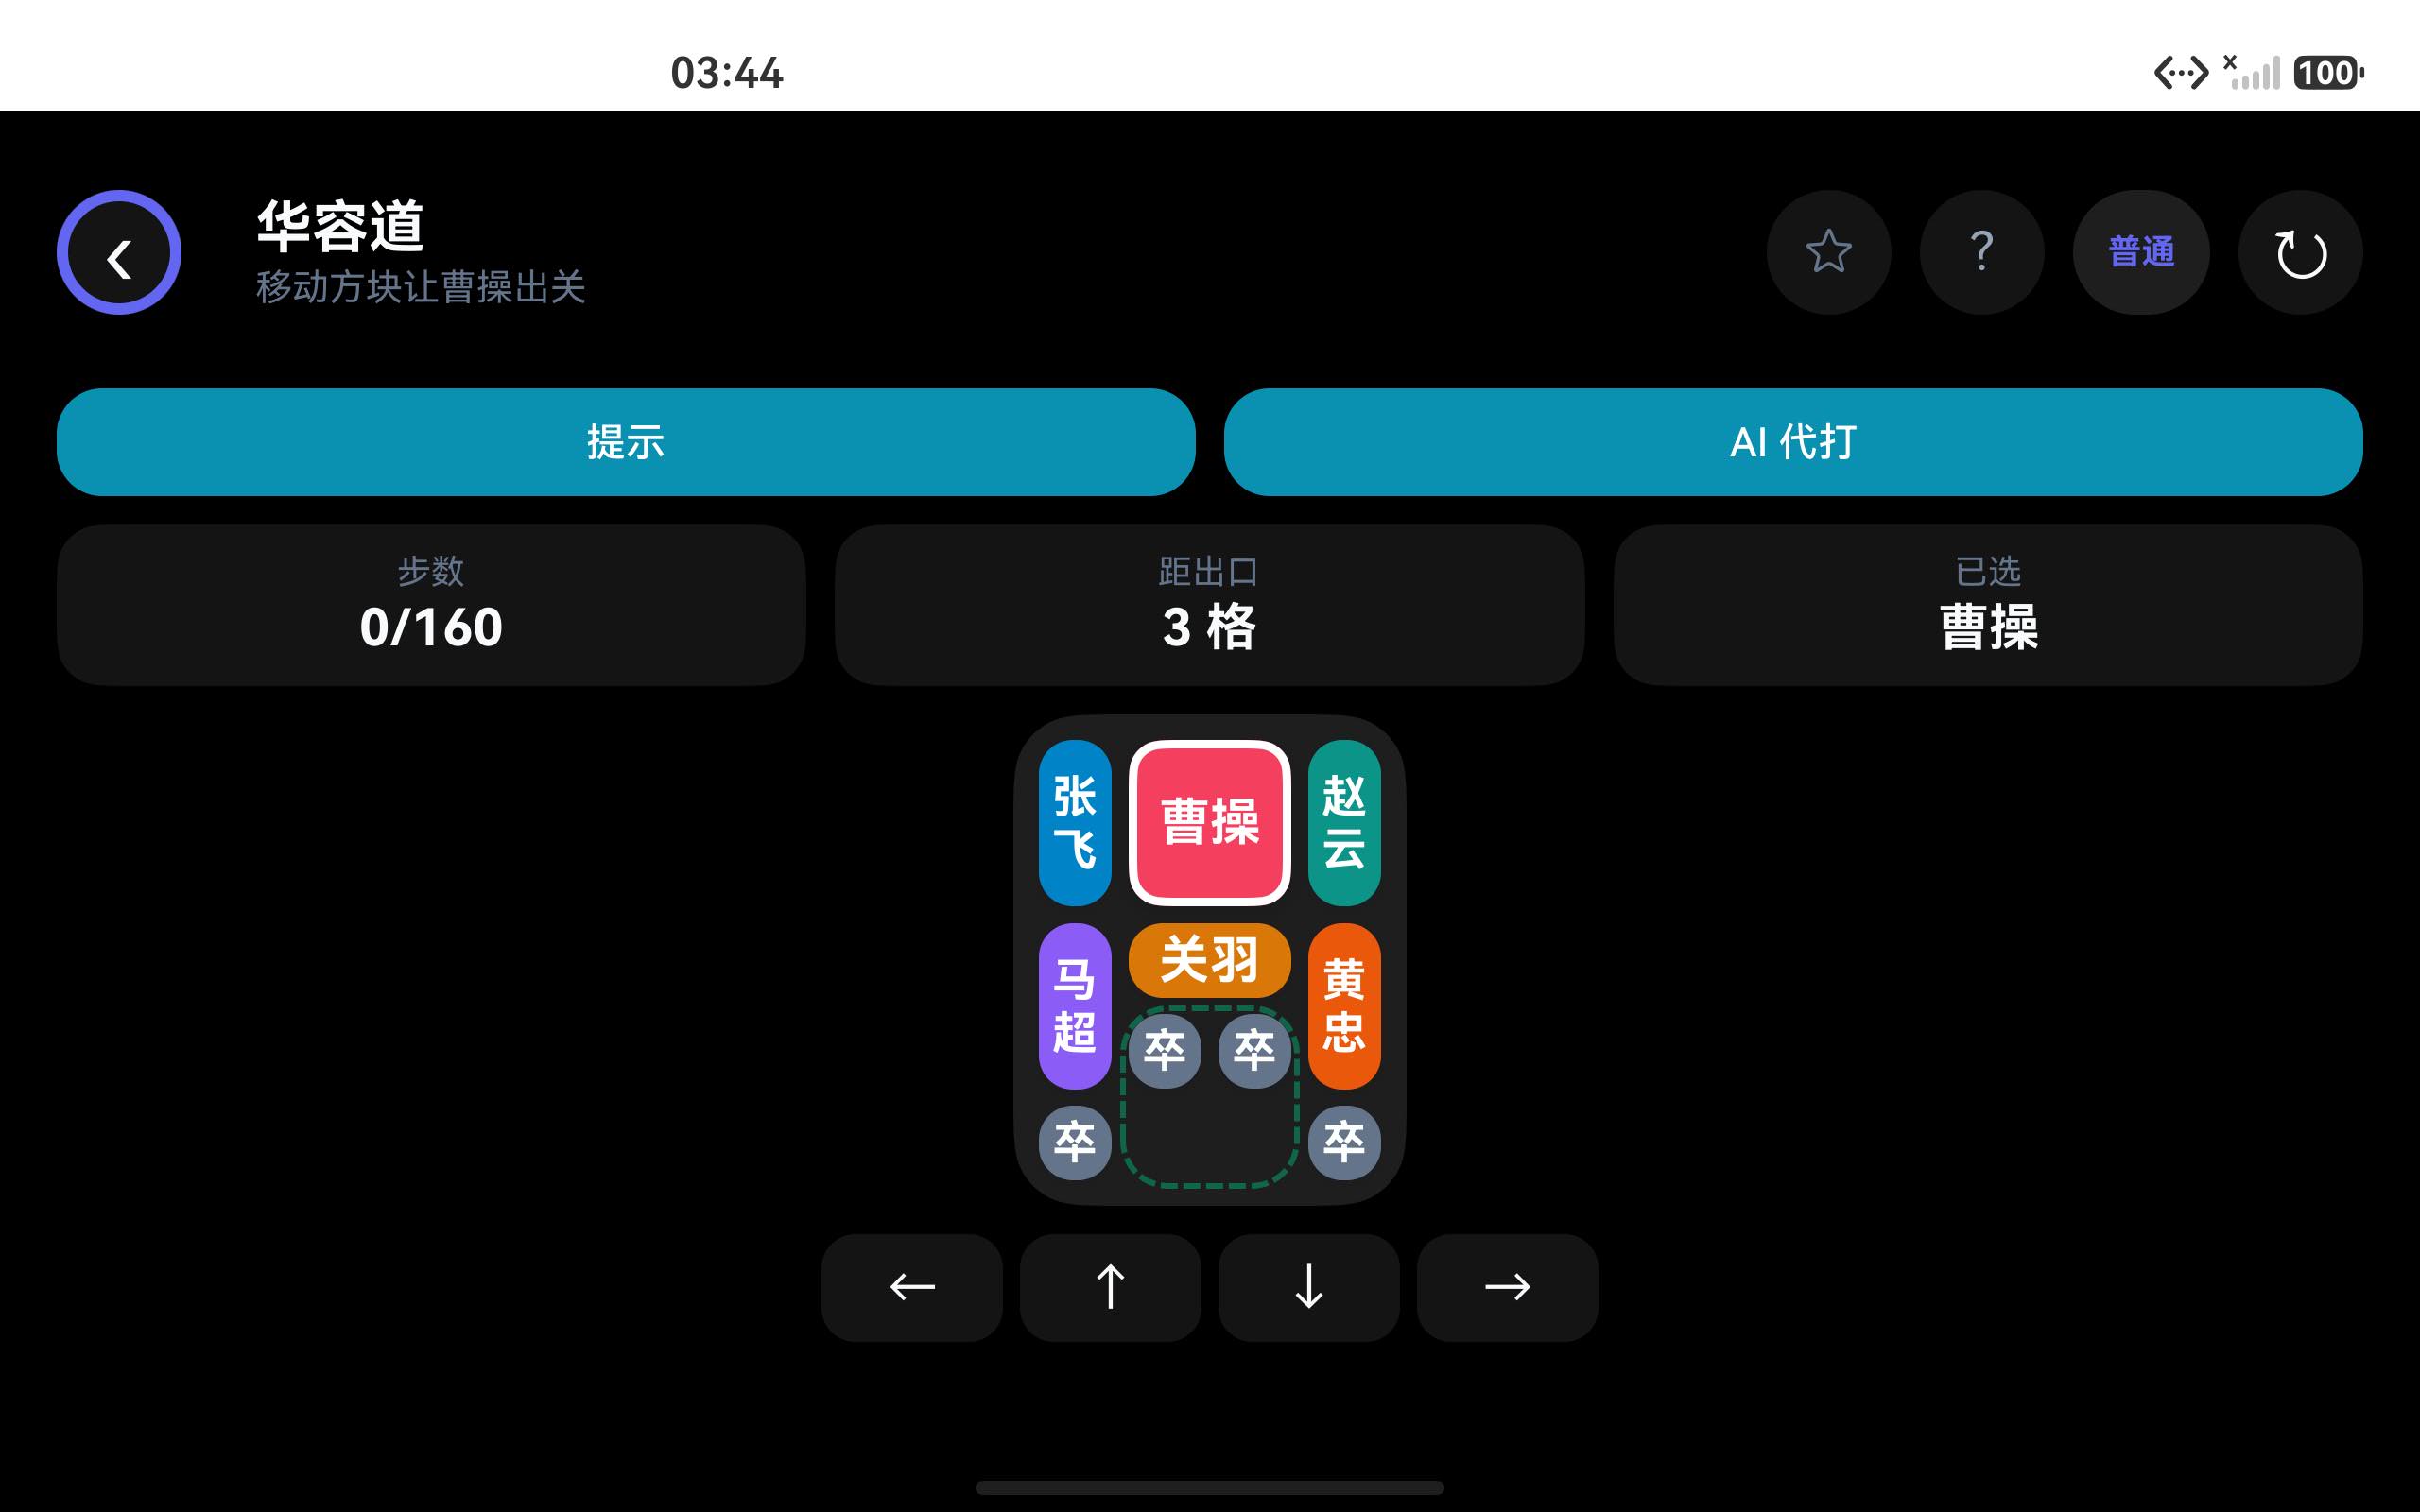 03:44
100
华容道
移动方块让曹操出关
?
普通
提示
AI 代打
步数
0/160
距出口
3 格
已选
曹操
张飞
曹操
赵云
马超
关羽
黄忠
卒
卒
卒
卒
← ↑ ↓ →